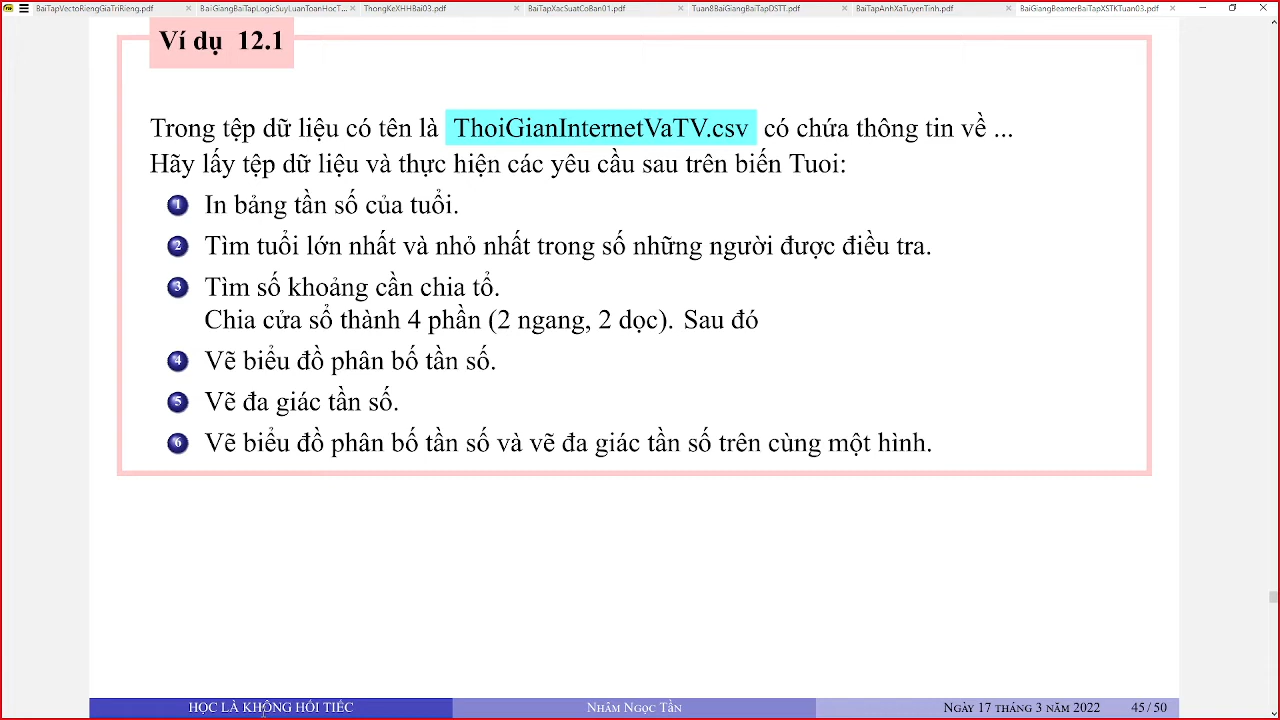 BaiTapVectoRiengGiaTriRieng.pdf
BaiGiangBaiTapLogicSuyLuanToanHocT...
ThongKeXHHBai03.pdf
BaiTapXacSuatCoBan01.pdf
Tuan8BaiGiangBaiTapDSTT.pdf
BaiTapAnhXaTuyenTinh.pdf
BaiGiangBeamerBaiTapXSTKTuan03.pdf
Ví dụ 12.1
Trong tệp dữ liệu có tên là ThoiGianInternetVaTV.csv có chứa thông tin về ...
Hãy lấy tệp dữ liệu và thực hiện các yêu cầu sau trên biến Tuoi:
1 In bảng tần số của tuổi.
2 Tìm tuổi lớn nhất và nhỏ nhất trong số những người được điều tra.
3 Tìm số khoảng cần chia tổ.
Chia cửa sổ thành 4 phần (2 ngang, 2 dọc). Sau đó
4 Vẽ biểu đồ phân bố tần số.
5 Vẽ đa giác tần số.
6 Vẽ biểu đồ phân bố tần số và vẽ đa giác tần số trên cùng một hình.
HỌC LÀ KHÔNG HỐI TIẾC
NHÂM NGỌC TẦN
NGÀY 17 THÁNG 3 NĂM 2022
45 / 50